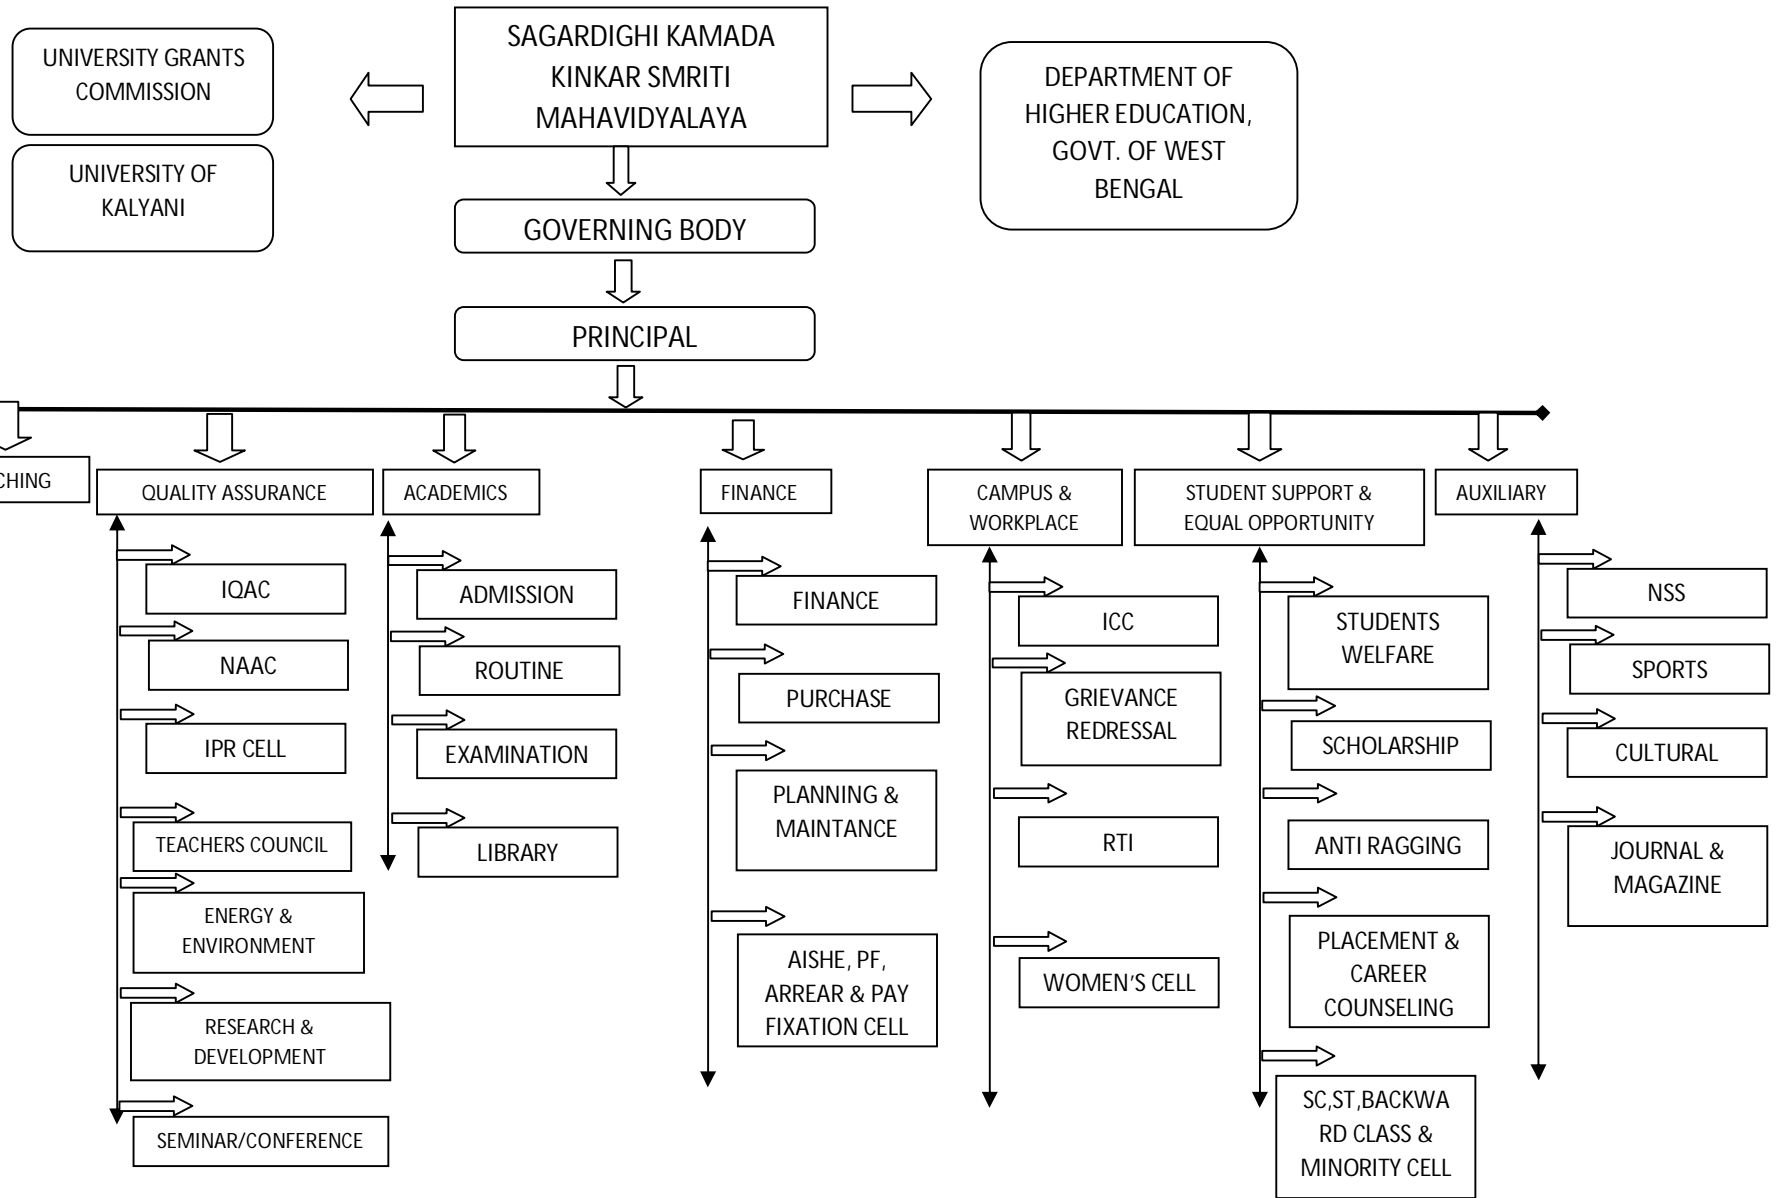 UNIVERSITY GRANTS
COMMISSION
UNIVERSITY OF
KALYANI
SAGARDIGHI KAMADA
KINKAR SMRITI
MAHAVIDYALAYA
DEPARTMENT OF
HIGHER EDUCATION,
GOVT. OF WEST
BENGAL
GOVERNING BODY
PRINCIPAL
CHING
QUALITY ASSURANCE
IQAC
NAAC
IPR CELL
TEACHERS COUNCIL
ENERGY &
ENVIRONMENT
RESEARCH &
DEVELOPMENT
SEMINAR/CONFERENCE
ACADEMICS
ADMISSION
ROUTINE
EXAMINATION
LIBRARY
FINANCE
FINANCE
PURCHASE
PLANNING &
MAINTANCE
AISHE, PF,
ARREAR & PAY
FIXATION CELL
CAMPUS &
WORKPLACE
ICC
GRIEVANCE
REDRESSAL
RTI
WOMEN'S CELL
STUDENT SUPPORT &
EQUAL OPPORTUNITY
STUDENTS
WELFARE
SCHOLARSHIP
ANTI RAGGING
PLACEMENT &
CAREER
COUNSELING
SC,ST,BACKWA
RD CLASS &
MINORITY CELL
AUXILIARY
NSS
SPORTS
CULTURAL
JOURNAL &
MAGAZINE